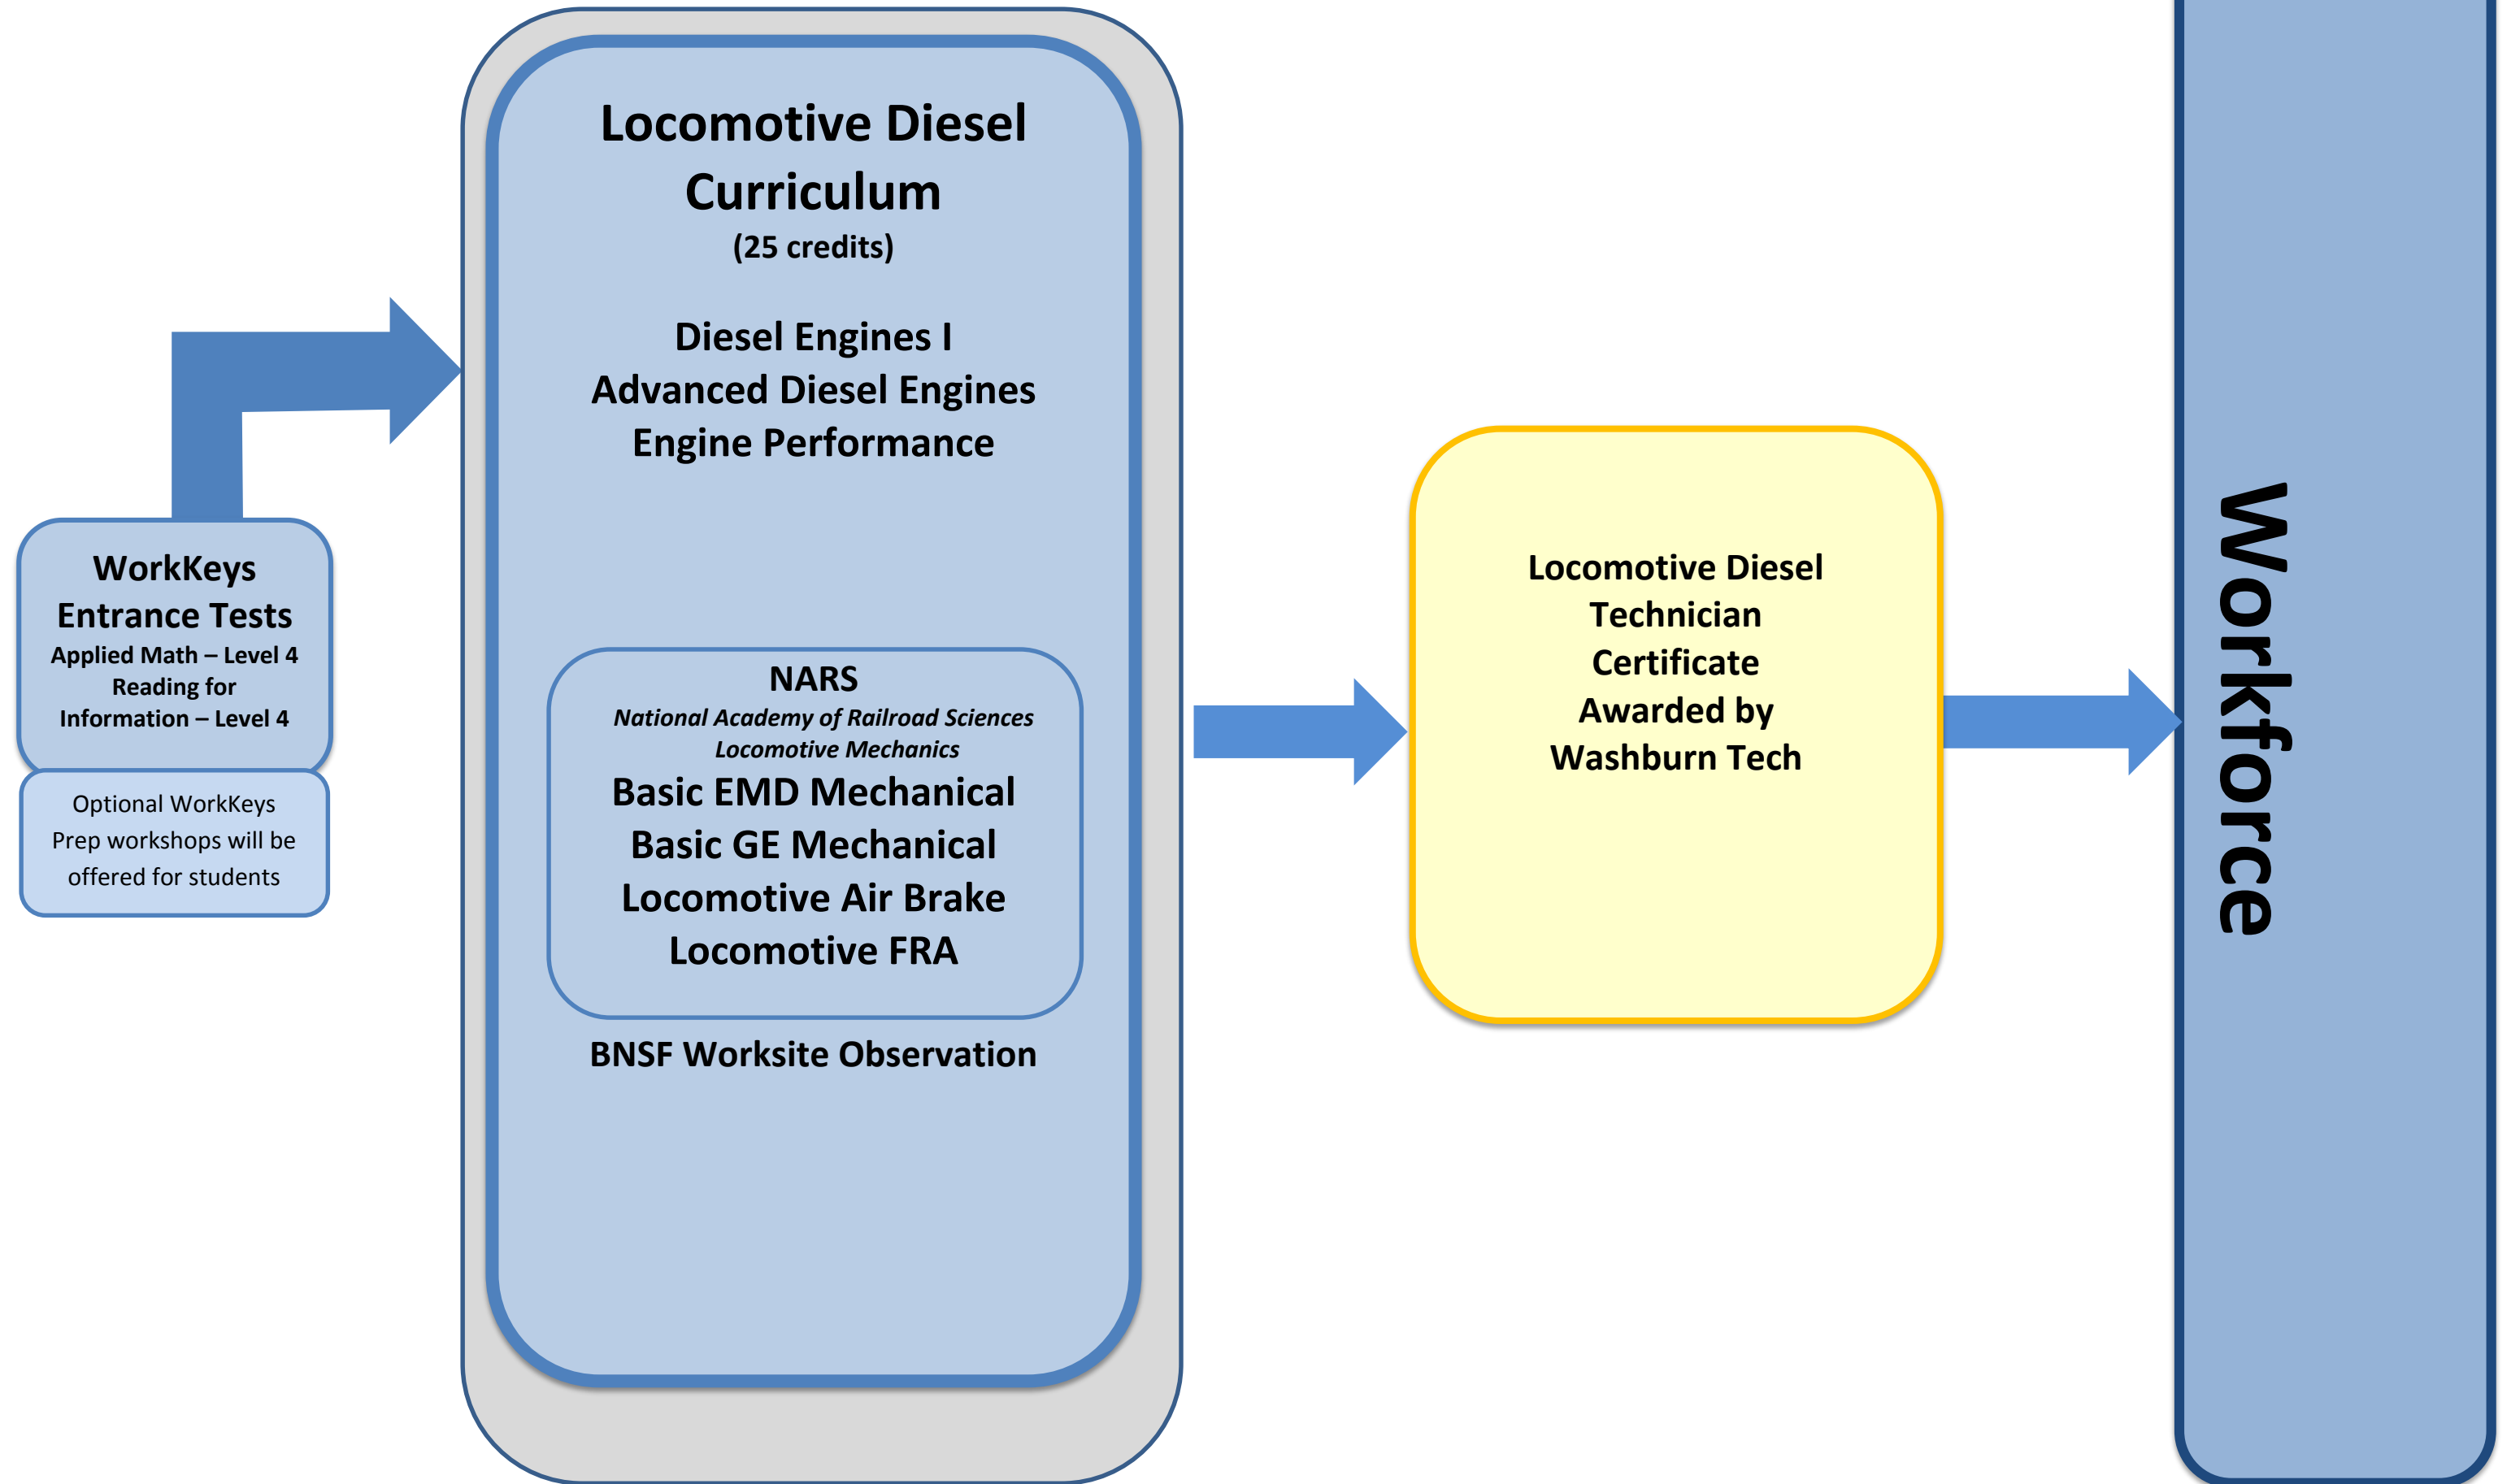 WorkKeys
Entrance Tests
Applied Math – Level 4
Reading for
Information – Level 4
Optional WorkKeys
Prep workshops will be
offered for students
Locomotive Diesel
Curriculum
(25 credits)
Diesel Engines I
Advanced Diesel Engines
Engine Performance
NARS
National Academy of Railroad Sciences
Locomotive Mechanics
Basic EMD Mechanical
Basic GE Mechanical
Locomotive Air Brake
Locomotive FRA
BNSF Worksite Observation
Locomotive Diesel
Technician
Certificate
Awarded by
Washburn Tech
Workforce